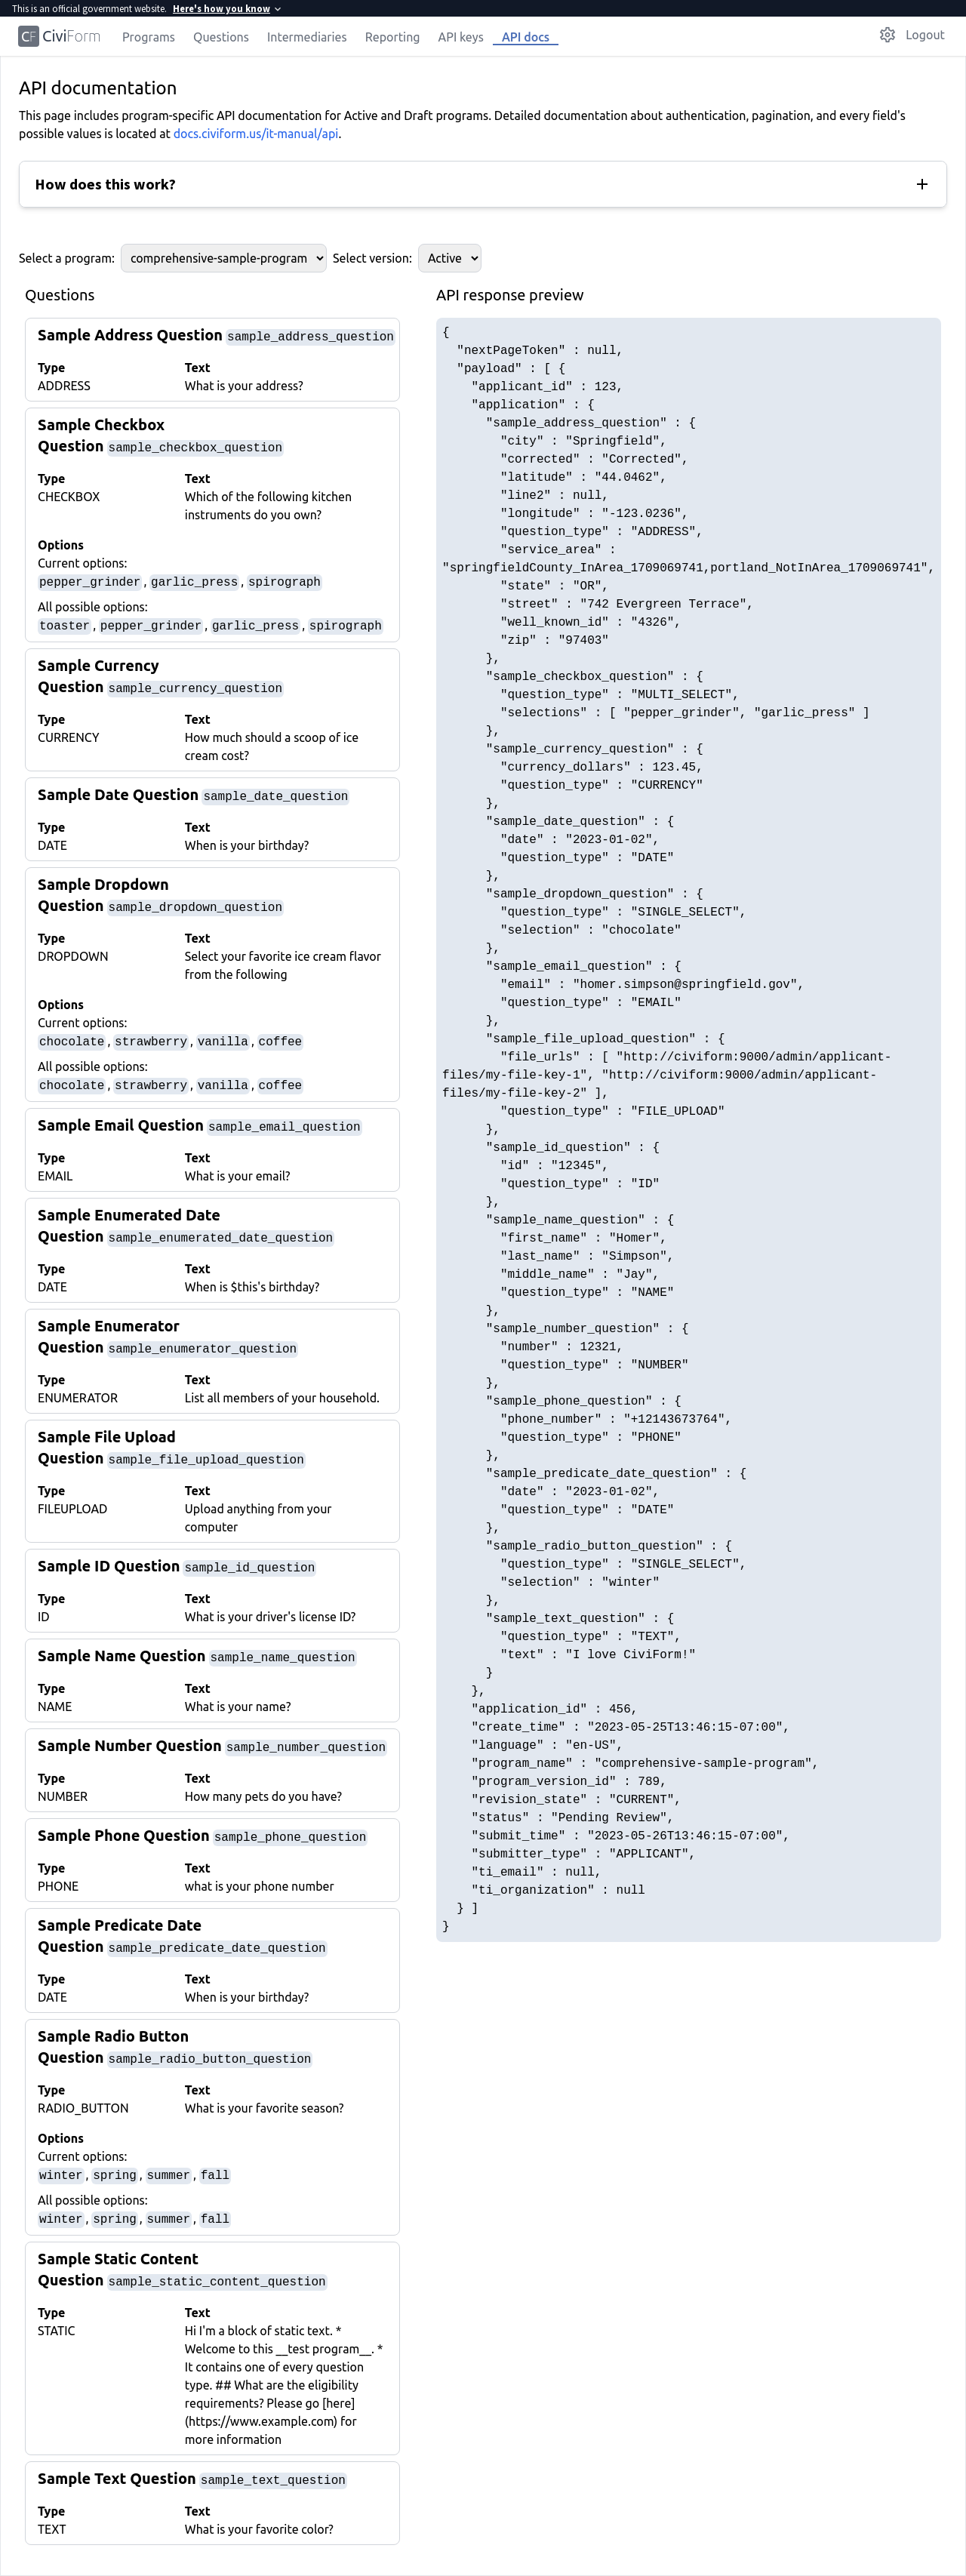 This is an official government website. Here's how you know
CF CiviForm Programs Questions Intermediaries Reporting API keys API docs Logout
API documentation
This page includes program-specific API documentation for Active and Draft programs. Detailed documentation about authentication, pagination, and every field's
possible values is located at docs.civiform.us/it-manual/api.
How does this work?
Select a program: comprehensive-sample-program Select version: Active
Questions
Sample Address Question sample_address_question
Type Text
ADDRESS What is your address?
Sample Checkbox
Question sample_checkbox_question
Type Text
CHECKBOX Which of the following kitchen
instruments do you own?
Options
Current options:
pepper_grinder , garlic_press , spirograph
All possible options:
toaster , pepper_grinder , garlic_press , spirograph
Sample Currency
Question sample_currency_question
Type Text
CURRENCY How much should a scoop of ice
cream cost?
Sample Date Question sample_date_question
Type Text
DATE When is your birthday?
Sample Dropdown
Question sample_dropdown_question
Type Text
DROPDOWN Select your favorite ice cream flavor
from the following
Options
Current options:
chocolate , strawberry , vanilla , coffee
All possible options:
chocolate , strawberry , vanilla , coffee
Sample Email Question sample_email_question
Type Text
EMAIL What is your email?
Sample Enumerated Date
Question sample_enumerated_date_question
Type Text
DATE When is $this's birthday?
Sample Enumerator
Question sample_enumerator_question
Type Text
ENUMERATOR List all members of your household.
Sample File Upload
Question sample_file_upload_question
Type Text
FILEUPLOAD Upload anything from your
computer
Sample ID Question sample_id_question
Type Text
ID What is your driver's license ID?
Sample Name Question sample_name_question
Type Text
NAME What is your name?
Sample Number Question sample_number_question
Type Text
NUMBER How many pets do you have?
Sample Phone Question sample_phone_question
Type Text
PHONE what is your phone number
Sample Predicate Date
Question sample_predicate_date_question
Type Text
DATE When is your birthday?
Sample Radio Button
Question sample_radio_button_question
Type Text
RADIO_BUTTON What is your favorite season?
Options
Current options:
winter , spring , summer , fall
All possible options:
winter , spring , summer , fall
Sample Static Content
Question sample_static_content_question
Type Text
STATIC Hi I'm a block of static text. *
Welcome to this __test program__. *
It contains one of every question
type. ## What are the eligibility
requirements? Please go [here]
(https://www.example.com) for
more information
Sample Text Question sample_text_question
Type Text
TEXT What is your favorite color?
API response preview
{
"nextPageToken" : null,
"payload" : [ {
"applicant_id" : 123,
"application" : {
"sample_address_question" : {
"city" : "Springfield",
"corrected" : "Corrected",
"latitude" : "44.0462",
"line2" : null,
"longitude" : "-123.0236",
"question_type" : "ADDRESS",
"service_area" :
"springfieldCounty_InArea_1709069741,portland_NotInArea_1709069741",
"state" : "OR",
"street" : "742 Evergreen Terrace",
"well_known_id" : "4326",
"zip" : "97403"
},
"sample_checkbox_question" : {
"question_type" : "MULTI_SELECT",
"selections" : [ "pepper_grinder", "garlic_press" ]
},
"sample_currency_question" : {
"currency_dollars" : 123.45,
"question_type" : "CURRENCY"
},
"sample_date_question" : {
"date" : "2023-01-02",
"question_type" : "DATE"
},
"sample_dropdown_question" : {
"question_type" : "SINGLE_SELECT",
"selection" : "chocolate"
},
"sample_email_question" : {
"email" : "homer.simpson@springfield.gov",
"question_type" : "EMAIL"
},
"sample_file_upload_question" : {
"file_urls" : [ "http://civiform:9000/admin/applicant-
files/my-file-key-1", "http://civiform:9000/admin/applicant-
files/my-file-key-2" ],
"question_type" : "FILE_UPLOAD"
},
"sample_id_question" : {
"id" : "12345",
"question_type" : "ID"
},
"sample_name_question" : {
"first_name" : "Homer",
"last_name" : "Simpson",
"middle_name" : "Jay",
"question_type" : "NAME"
},
"sample_number_question" : {
"number" : 12321,
"question_type" : "NUMBER"
},
"sample_phone_question" : {
"phone_number" : "+12143673764",
"question_type" : "PHONE"
},
"sample_predicate_date_question" : {
"date" : "2023-01-02",
"question_type" : "DATE"
},
"sample_radio_button_question" : {
"question_type" : "SINGLE_SELECT",
"selection" : "winter"
},
"sample_text_question" : {
"question_type" : "TEXT",
"text" : "I love CiviForm!"
}
},
"application_id" : 456,
"create_time" : "2023-05-25T13:46:15-07:00",
"language" : "en-US",
"program_name" : "comprehensive-sample-program",
"program_version_id" : 789,
"revision_state" : "CURRENT",
"status" : "Pending Review",
"submit_time" : "2023-05-26T13:46:15-07:00",
"submitter_type" : "APPLICANT",
"ti_email" : null,
"ti_organization" : null
} ]
}